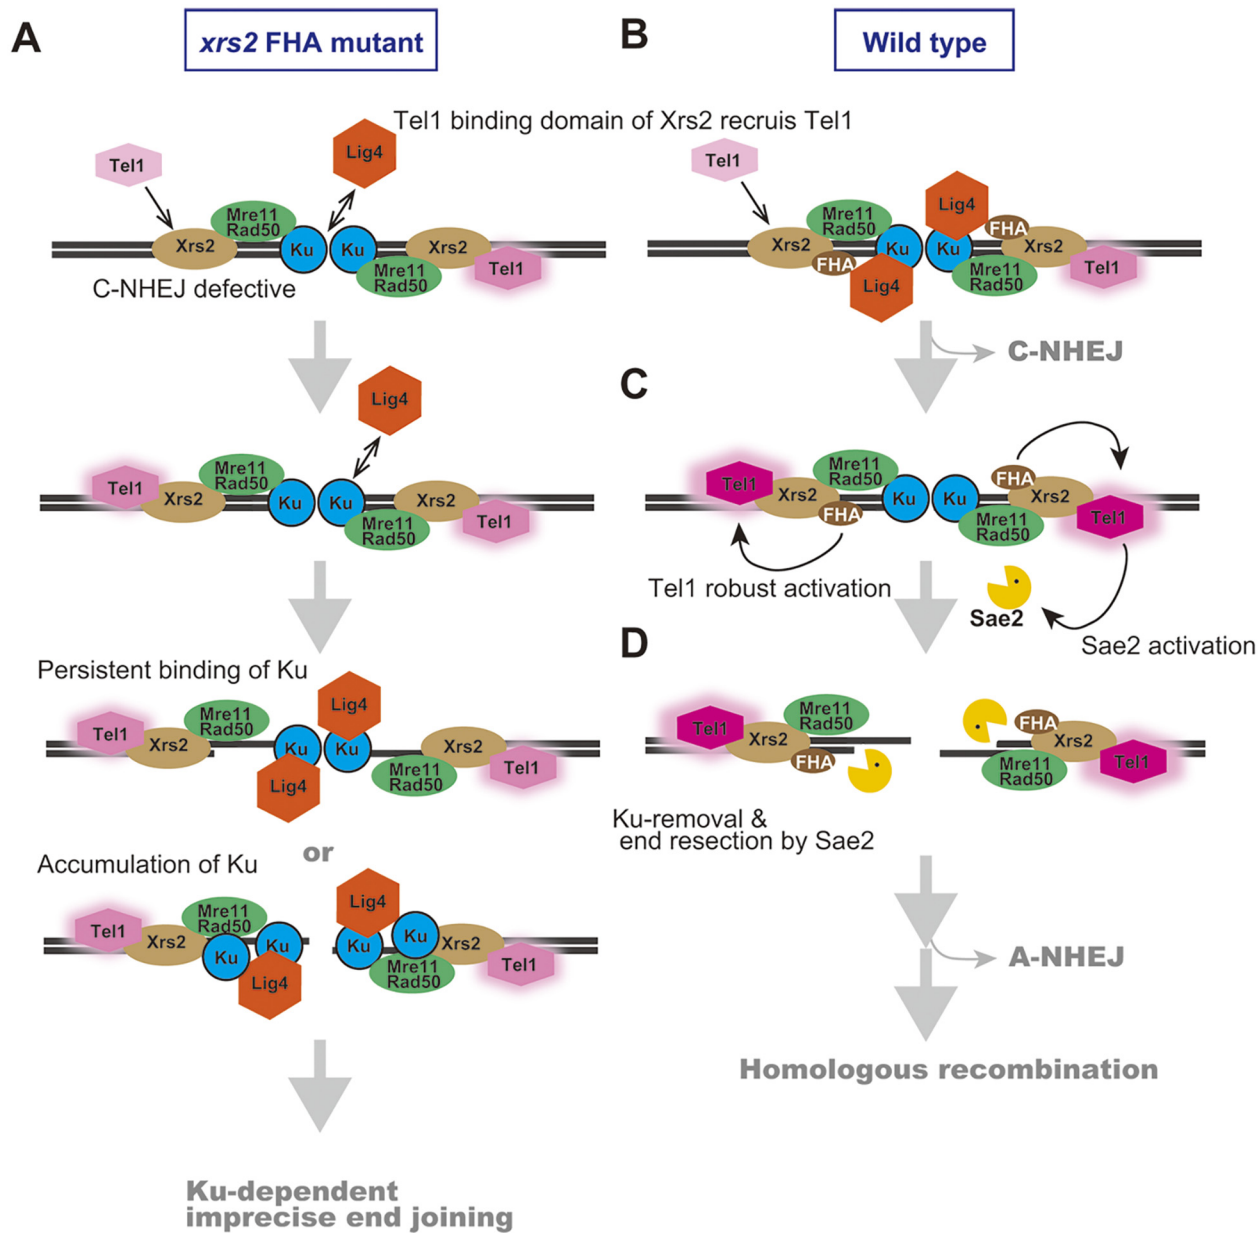 A
xrs2 FHA mutant
B
Wild type
Tel1 binding domain of Xrs2 recruis Tel1
Tel1
Lig4
Xrs2
Mre11
Rad50
Ku
Ku
Xrs2
Mre11
Rad50
Tel1
C-NHEJ defective
Tel1
Xrs2
Mre11
Rad50
FHA
Ku
Lig4
Lig4
Ku
FHA
Xrs2
Mre11
Rad50
Tel1
C-NHEJ
Lig4
Tel1
Xrs2
Mre11
Rad50
Ku
Ku
Xrs2
Mre11
Rad50
Tel1
C
Tel1
Xrs2
Mre11
Rad50
FHA
Ku
Ku
FHA
Xrs2
Mre11
Rad50
Tel1
Tel1 robust activation
Sae2
Sae2 activation
Persistent binding of Ku
Tel1
Xrs2
Mre11
Rad50
Ku
Lig4
Lig4
Ku
Xrs2
Mre11
Rad50
Tel1
or
Accumulation of Ku
Tel1
Xrs2
Mre11
Rad50
Ku
Ku
Lig4
Lig4
Ku
Ku
Xrs2
Mre11
Rad50
Tel1
Ku-dependent
imprecise end joining
D
Tel1
Xrs2
Mre11
Rad50
FHA
FHA
Xrs2
Mre11
Rad50
Tel1
Ku-removal &
end resection by Sae2
A-NHEJ
Homologous recombination